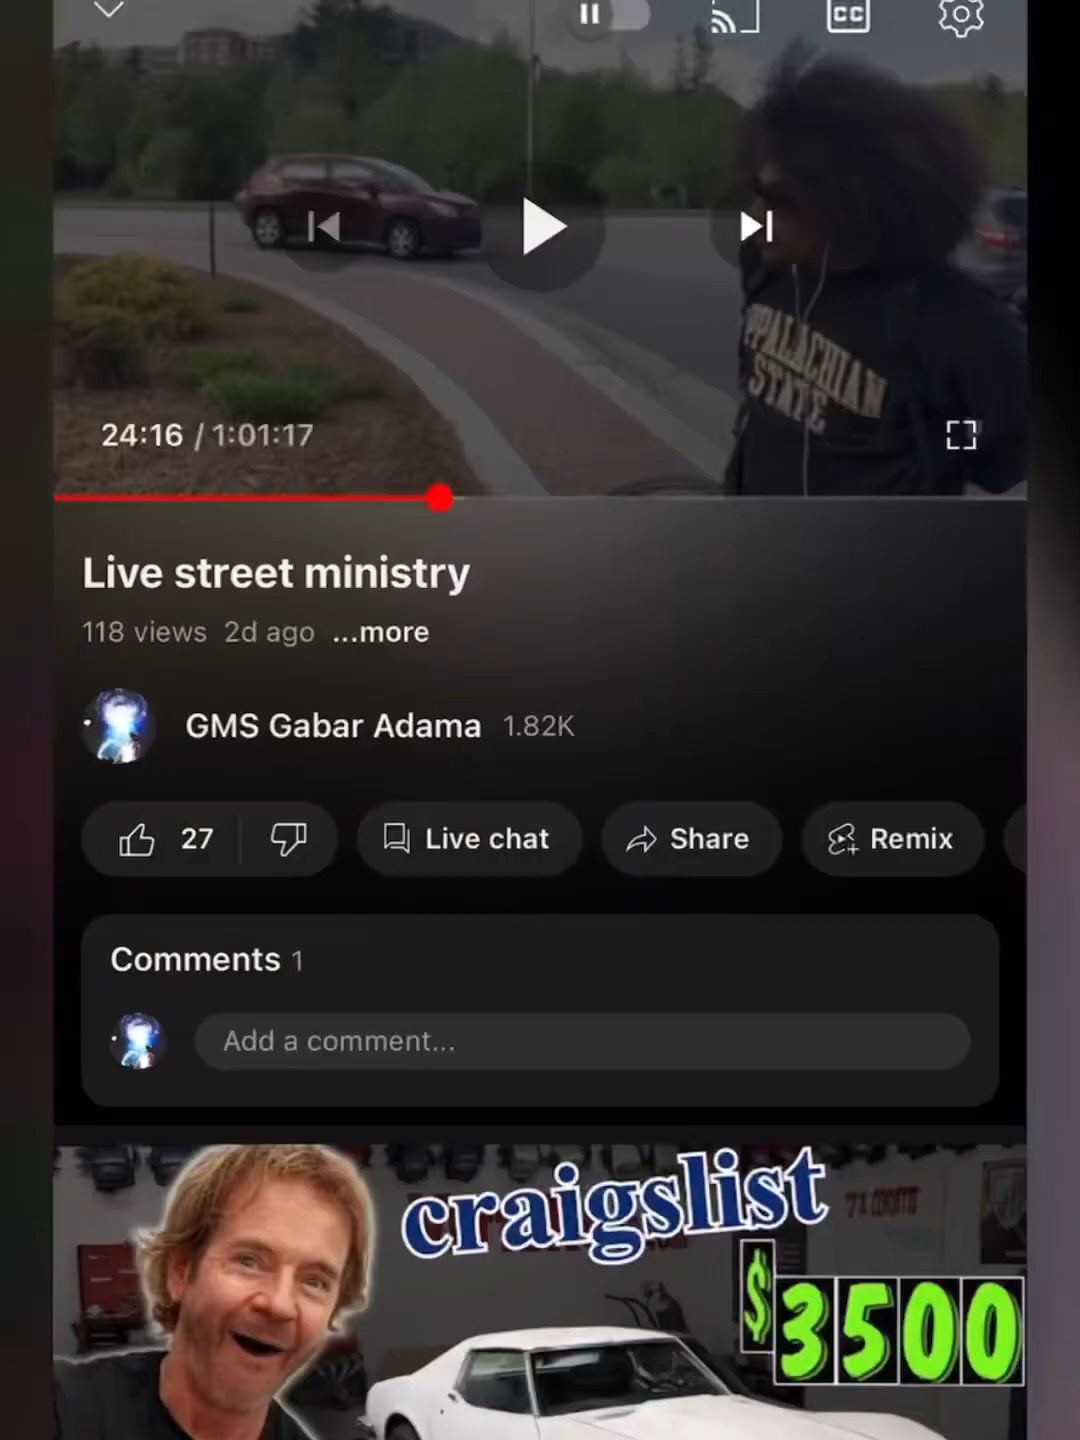 CC
APPALACHIAN
STATE
24:16 / 1:01:17
Live street ministry
118 views 2d ago ...more
GMS Gabar Adama 1.82K
27
Live chat
Share
Remix
Comments 1
Add a comment...
craigslist
$3500